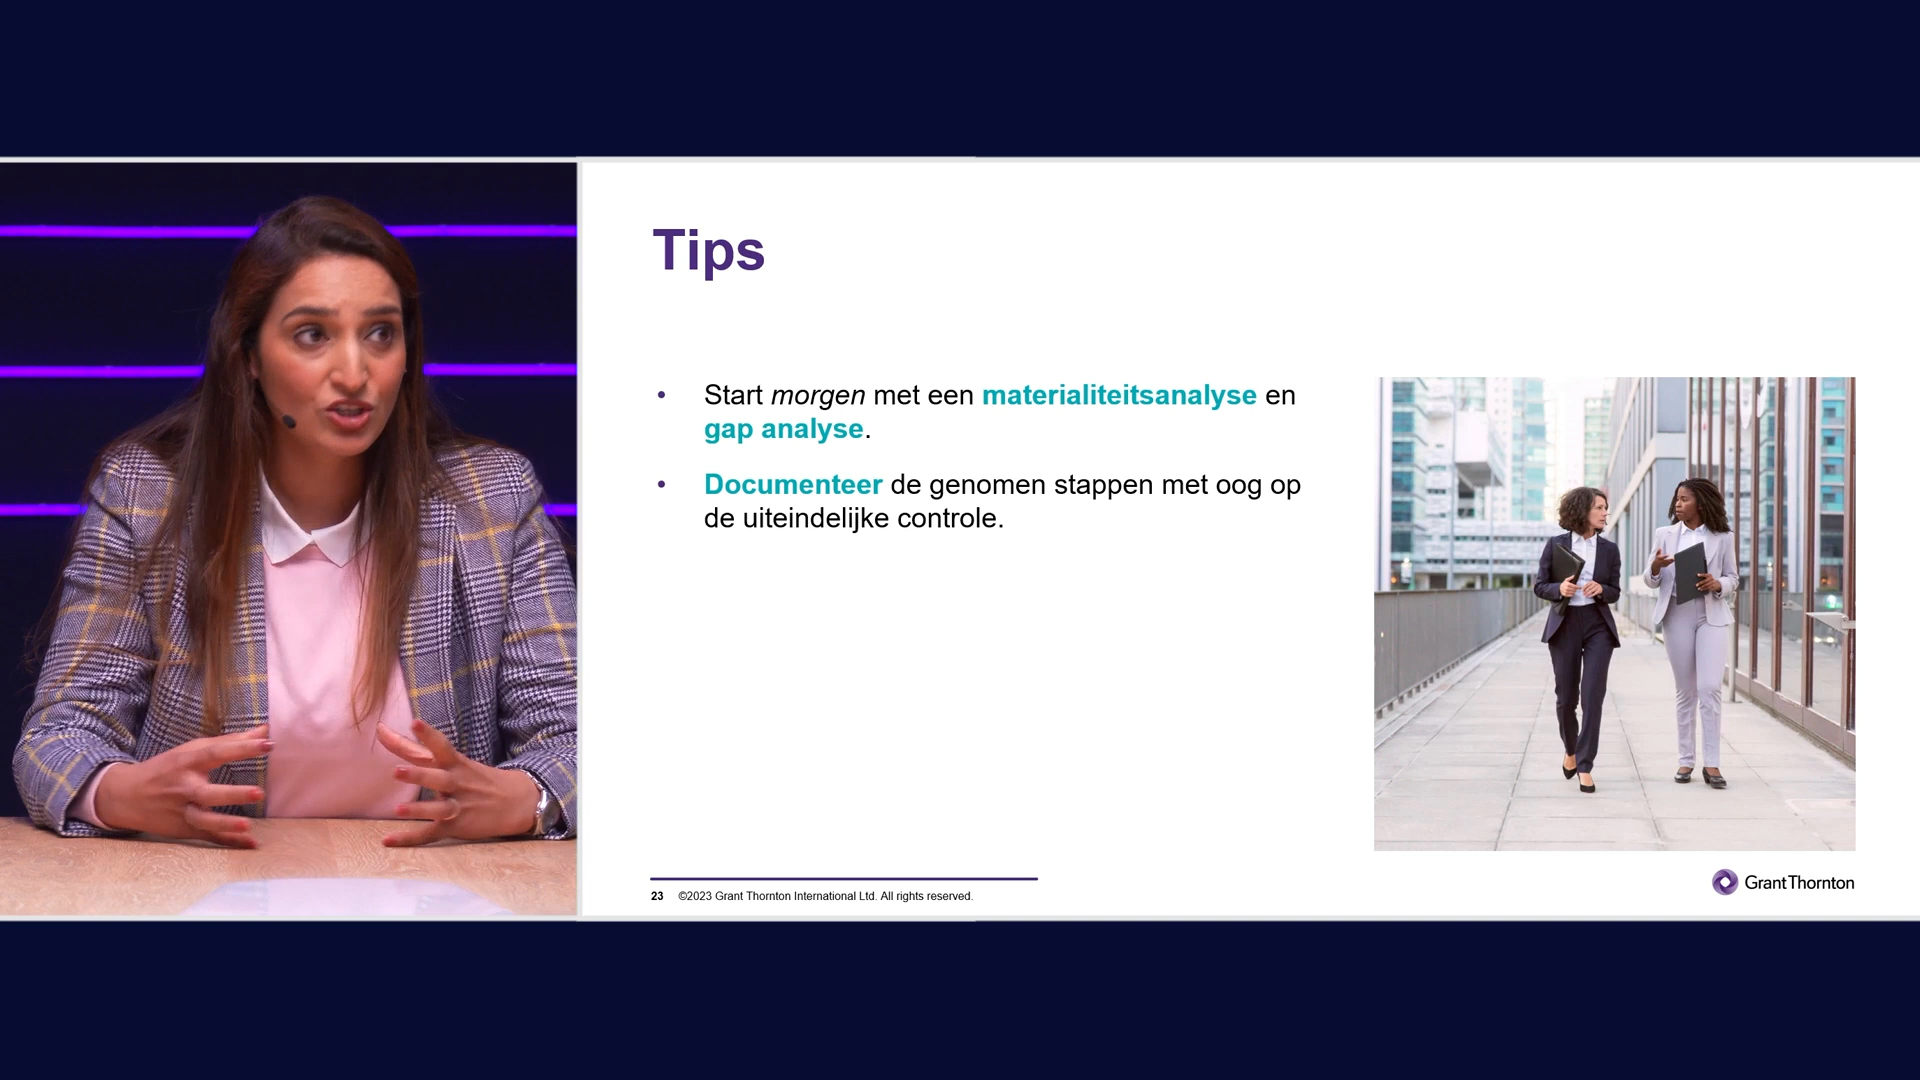 Tips
• Start morgen met een materialiteitsanalyse en
gap analyse.
• Documenteer de genomen stappen met oog op
de uiteindelijke controle.
23 ©2023 Grant Thornton International Ltd. All rights reserved.
GrantThornton